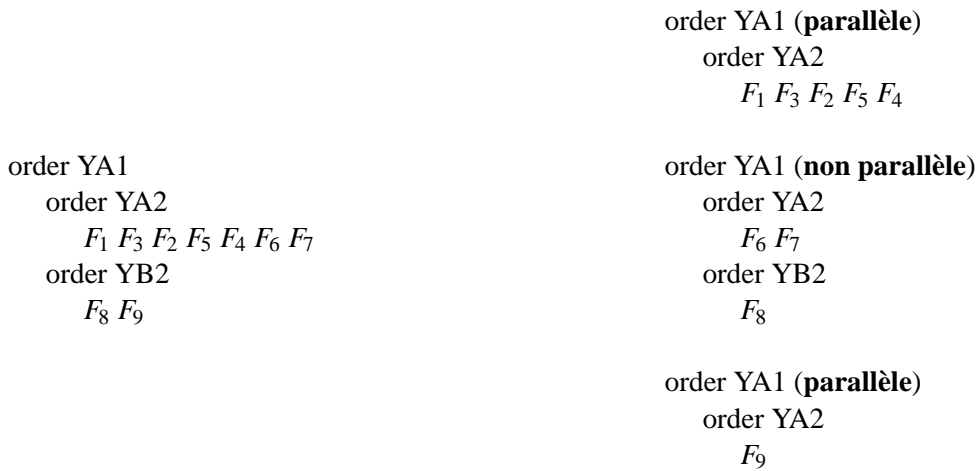 order YA1
order YA2
F1 F3 F2 F5 F4 F6 F7
order YB2
F8 F9
order YA1 (parallèle)
order YA2
F1 F3 F2 F5 F4
order YA1 (non parallèle)
order YA2
F6 F7
order YB2
F8
order YA1 (parallèle)
order YA2
F9